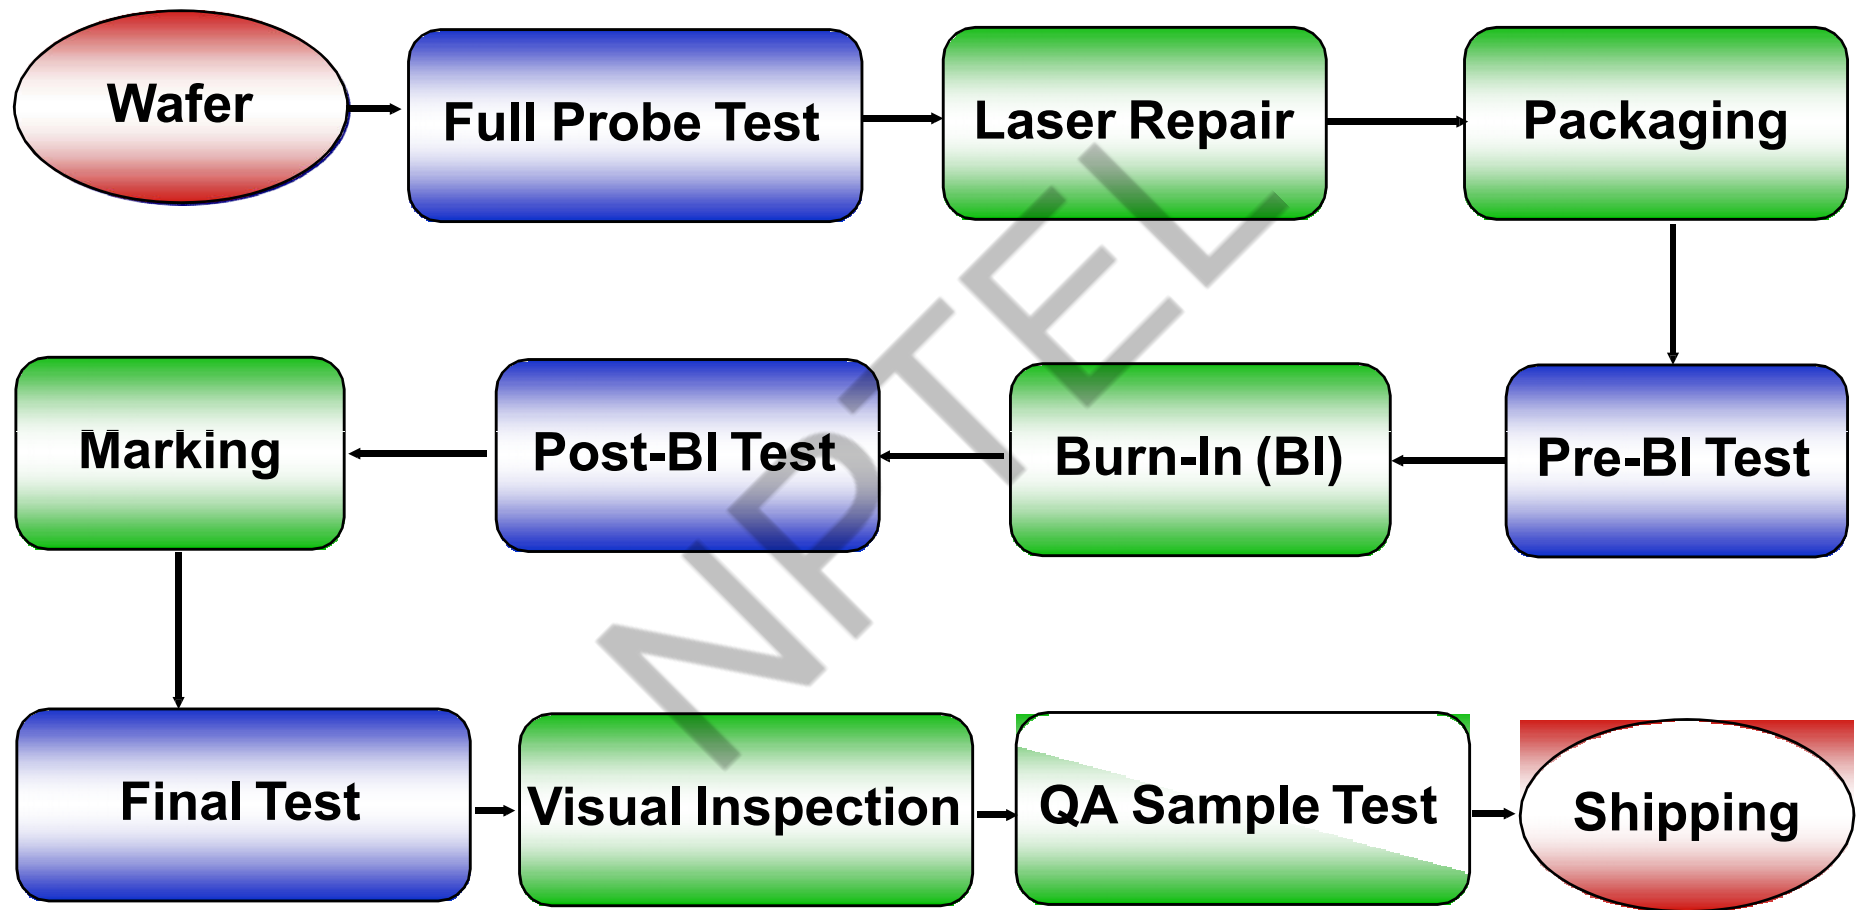 Wafer
Full Probe Test
Laser Repair
Packaging
Marking
Post-BI Test
Burn-In (BI)
Pre-BI Test
Final Test
Visual Inspection
QA Sample Test
Shipping
NPTEL